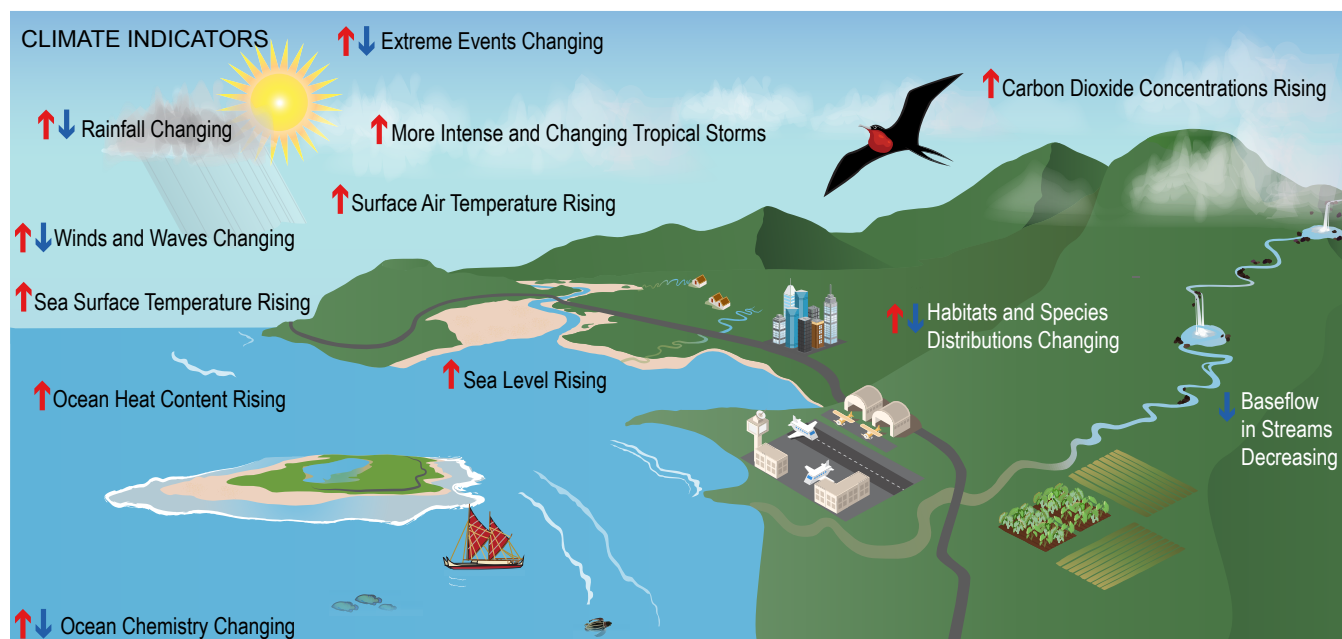 CLIMATE INDICATORS
Extreme Events Changing
Carbon Dioxide Concentrations Rising
Rainfall Changing
More Intense and Changing Tropical Storms
Surface Air Temperature Rising
Winds and Waves Changing
Sea Surface Temperature Rising
Habitats and Species
Distributions Changing
Sea Level Rising
Ocean Heat Content Rising
Baseflow
in Streams
Decreasing
Ocean Chemistry Changing